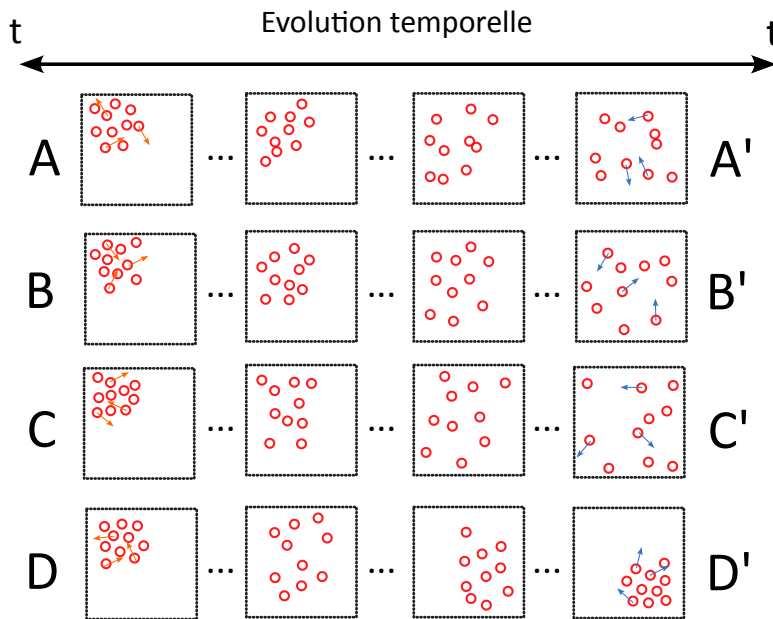 Evolution temporelle
t t
A ... ... ... A'
B ... ... ... B'
C ... ... ... C'
D ... ... ... D'